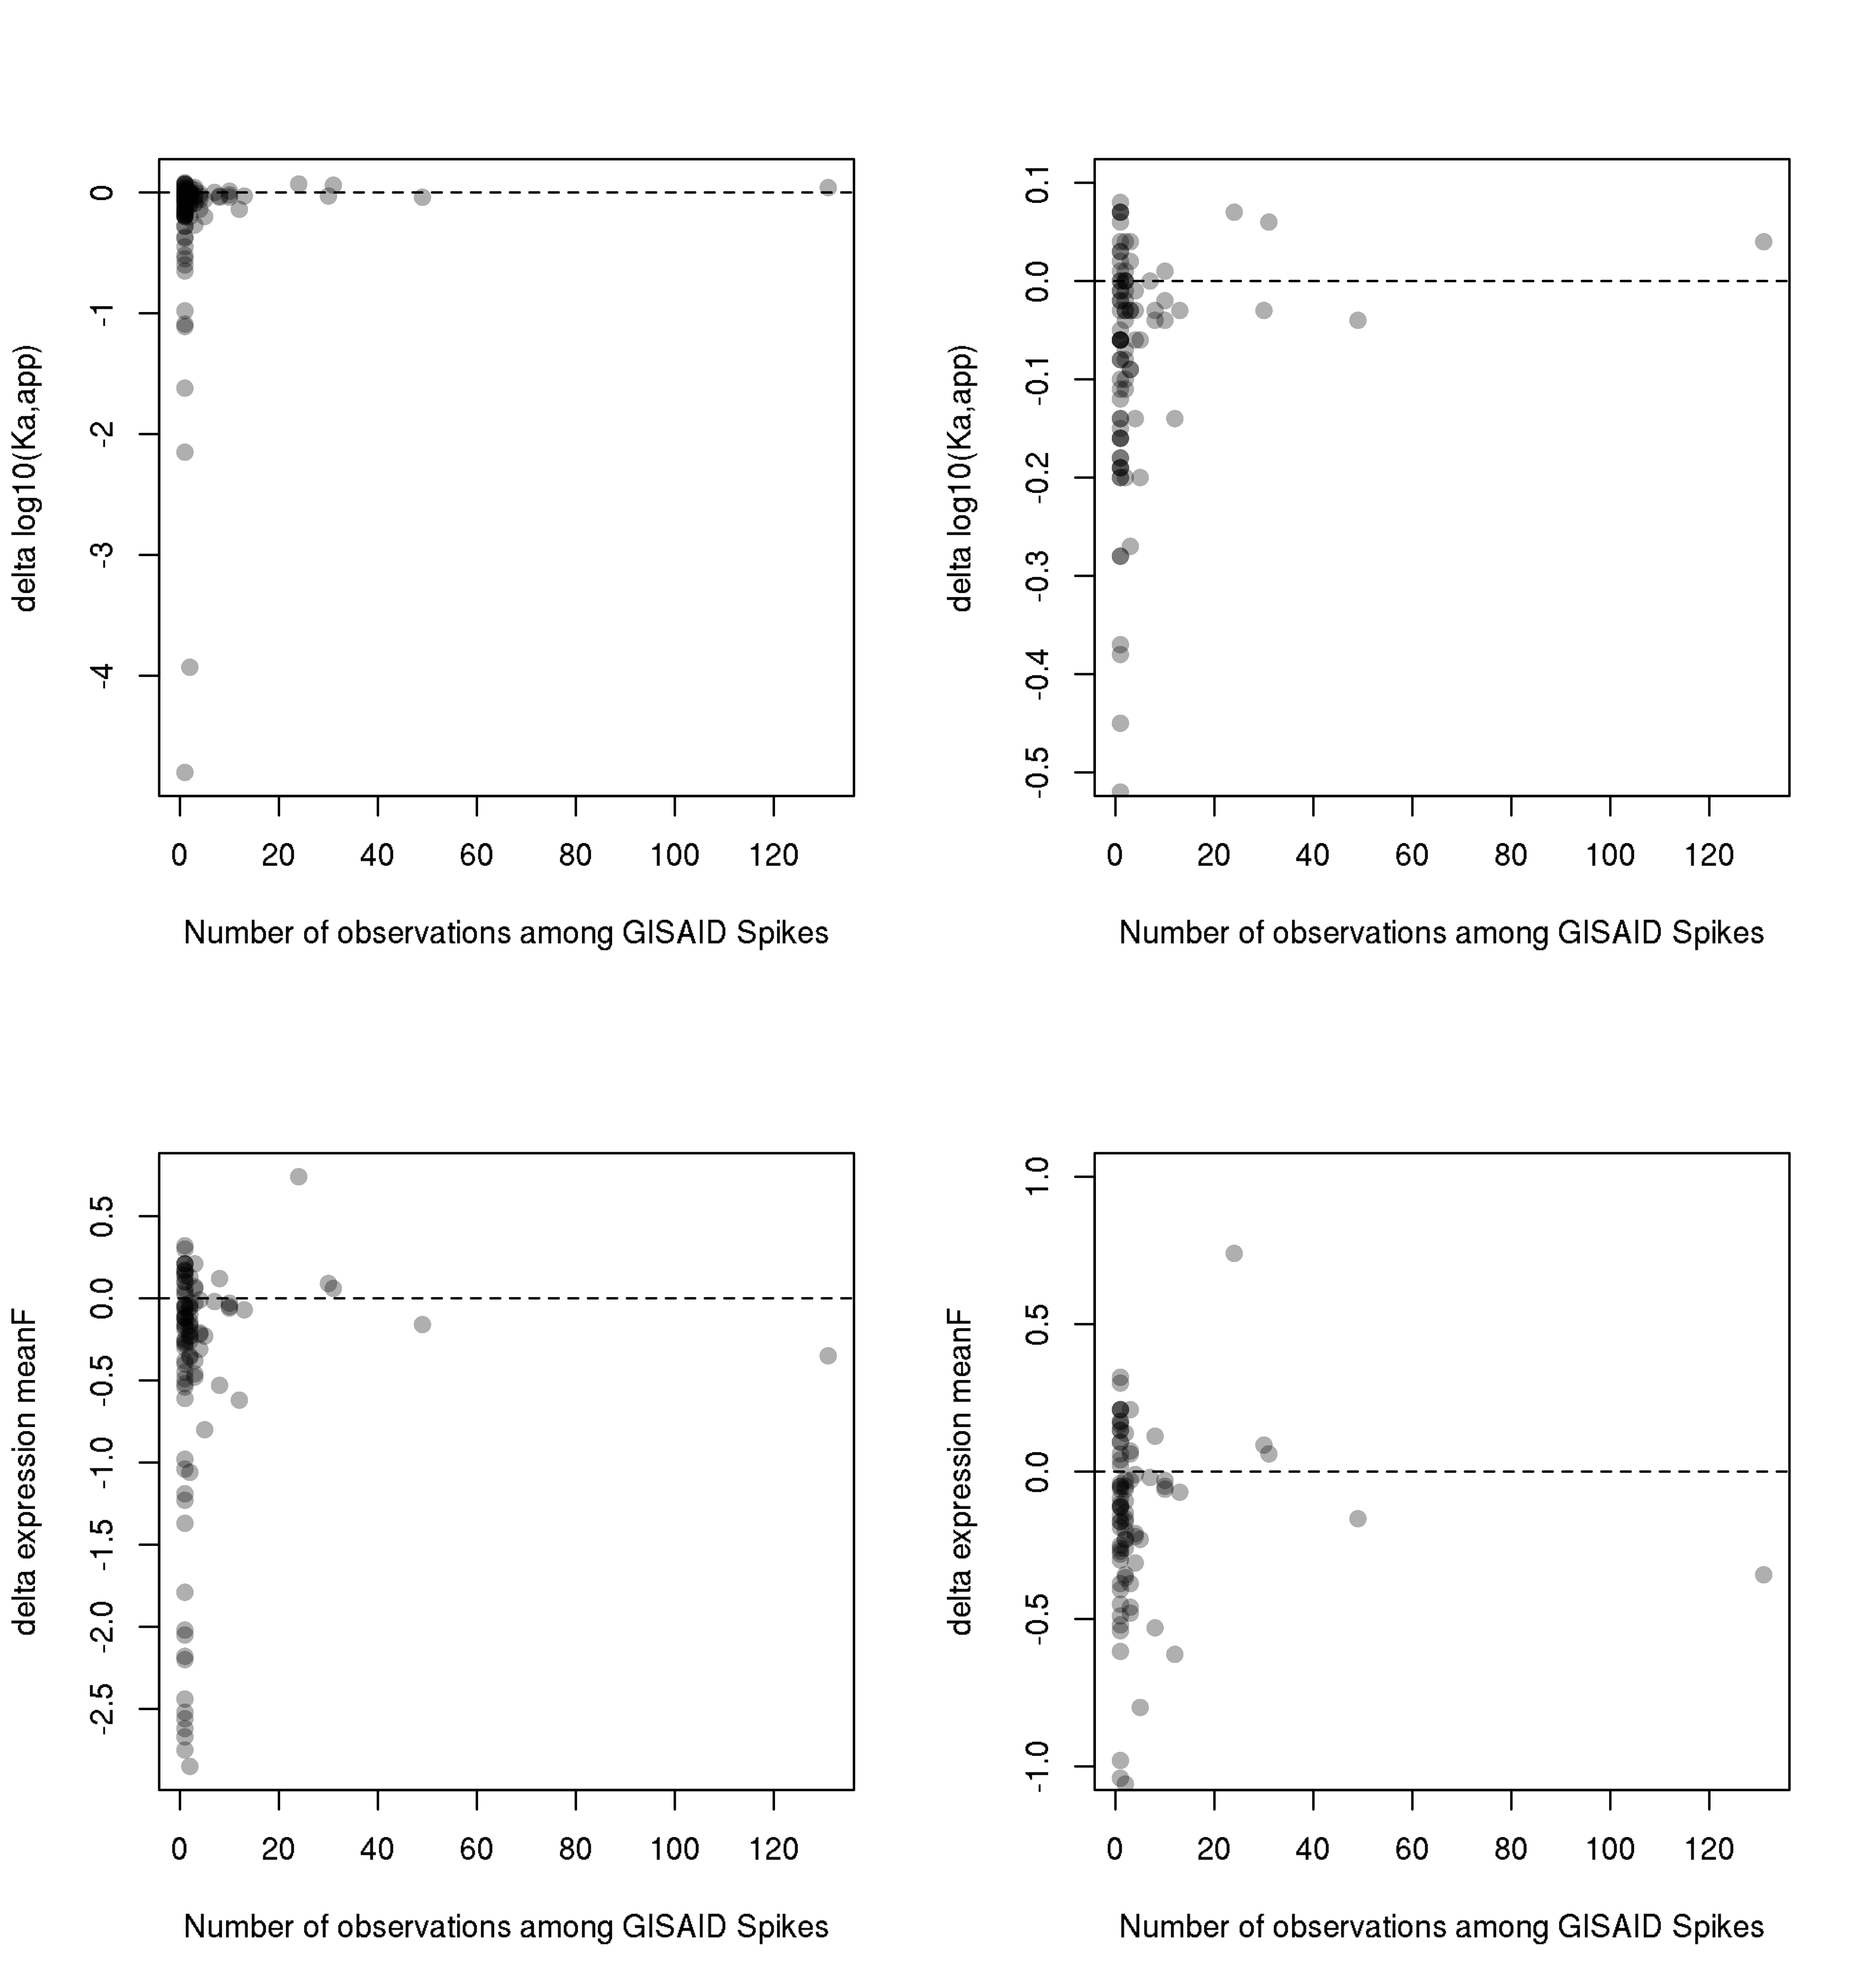 delta log10(Ka,app)
0
-1
-2
-3
-4
0 20 40 60 80 100 120
Number of observations among GISAID Spikes
delta log10(Ka,app)
0.1
0.0
-0.1
-0.2
-0.3
-0.4
-0.5
0 20 40 60 80 100 120
Number of observations among GISAID Spikes
delta expression meanF
0.5
0.0
-0.5
-1.0
-1.5
-2.0
-2.5
0 20 40 60 80 100 120
Number of observations among GISAID Spikes
delta expression meanF
1.0
0.5
0.0
-0.5
-1.0
0 20 40 60 80 100 120
Number of observations among GISAID Spikes